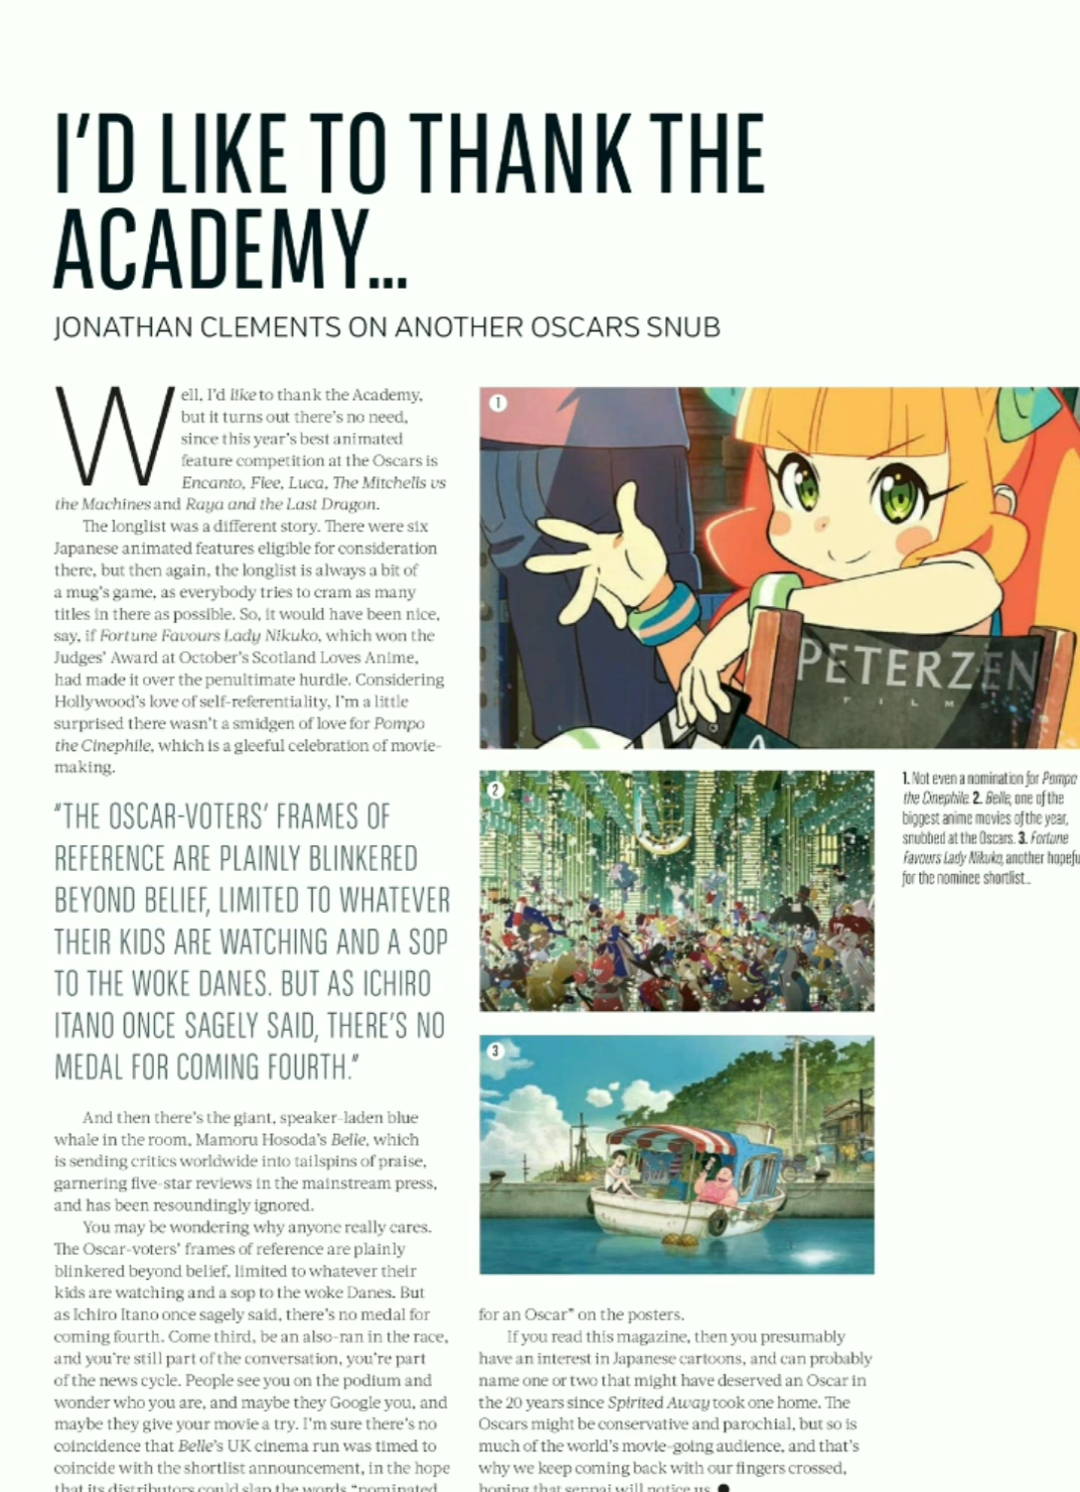 I'D LIKE TO THANK THE
ACADEMY...
JONATHAN CLEMENTS ON ANOTHER OSCARS SNUB
Well, I'd like to thank the Academy,
but it turns out there's no need,
since this year's best animated
feature competition at the Oscars is
Encanto, Flee, Luca, The Mitchells vs
the Machines and Raya and the Last Dragon.
The longlist was a different story. There were six
Japanese animated features eligible for consideration
there, but then again, the longlist is always a bit of
a mug's game, as everybody tries to cram as many
titles in there as possible. So, it would have been nice,
say, if Fortune Favours Lady Nikuko, which won the
Judges' Award at October's Scotland Loves Anime,
had made it over the penultimate hurdle. Considering
Hollywood's love of self-referentiality, I'm a little
surprised there wasn't a smidgen of love for Pompo
the Cinephile, which is a gleeful celebration of movie-
making.
"THE OSCAR-VOTERS' FRAMES OF
REFERENCE ARE PLAINLY BLINKERED
BEYOND BELIEF, LIMITED TO WHATEVER
THEIR KIDS ARE WATCHING AND A SOP
TO THE WOKE DANES. BUT AS ICHIRO
ITANO ONCE SAGELY SAID, THERE'S NO
MEDAL FOR COMING FOURTH."
And then there's the giant, speaker-laden blue
whale in the room, Mamoru Hosoda's Belle, which
is sending critics worldwide into tailspins of praise,
garnering five-star reviews in the mainstream press,
and has been resoundingly ignored.
You may be wondering why anyone really cares.
The Oscar-voters' frames of reference are plainly
blinkered beyond belief, limited to whatever their
kids are watching and a sop to the woke Danes. But
as Ichiro Itano once sagely said, there's no medal for
coming fourth. Come third, be an also-ran in the race,
and you're still part of the conversation, you're part
of the news cycle. People see you on the podium and
wonder who you are, and maybe they Google you, and
maybe they give your movie a try. I'm sure there's no
coincidence that Belle's UK cinema run was timed to
coincide with the shortlist announcement, in the hope
that its distributors could slap the words "nominated
1
PETERZEN
FILM
2
3
1. Not even a nomination for Pompo
the Cinephile 2. Belle, one of the
biggest anime movies of the year,
snubbed at the Oscars. 3. Fortune
Favours Lady Nikuko, another hopefu
for the nominee shortlist...
for an Oscar" on the posters.
If you read this magazine, then you presumably
have an interest in Japanese cartoons, and can probably
name one or two that might have deserved an Oscar in
the 20 years since Spirited Away took one home. The
Oscars might be conservative and parochial, but so is
much of the world's movie-going audience, and that's
why we keep coming back with our fingers crossed,
hoping that senpai will notice us.